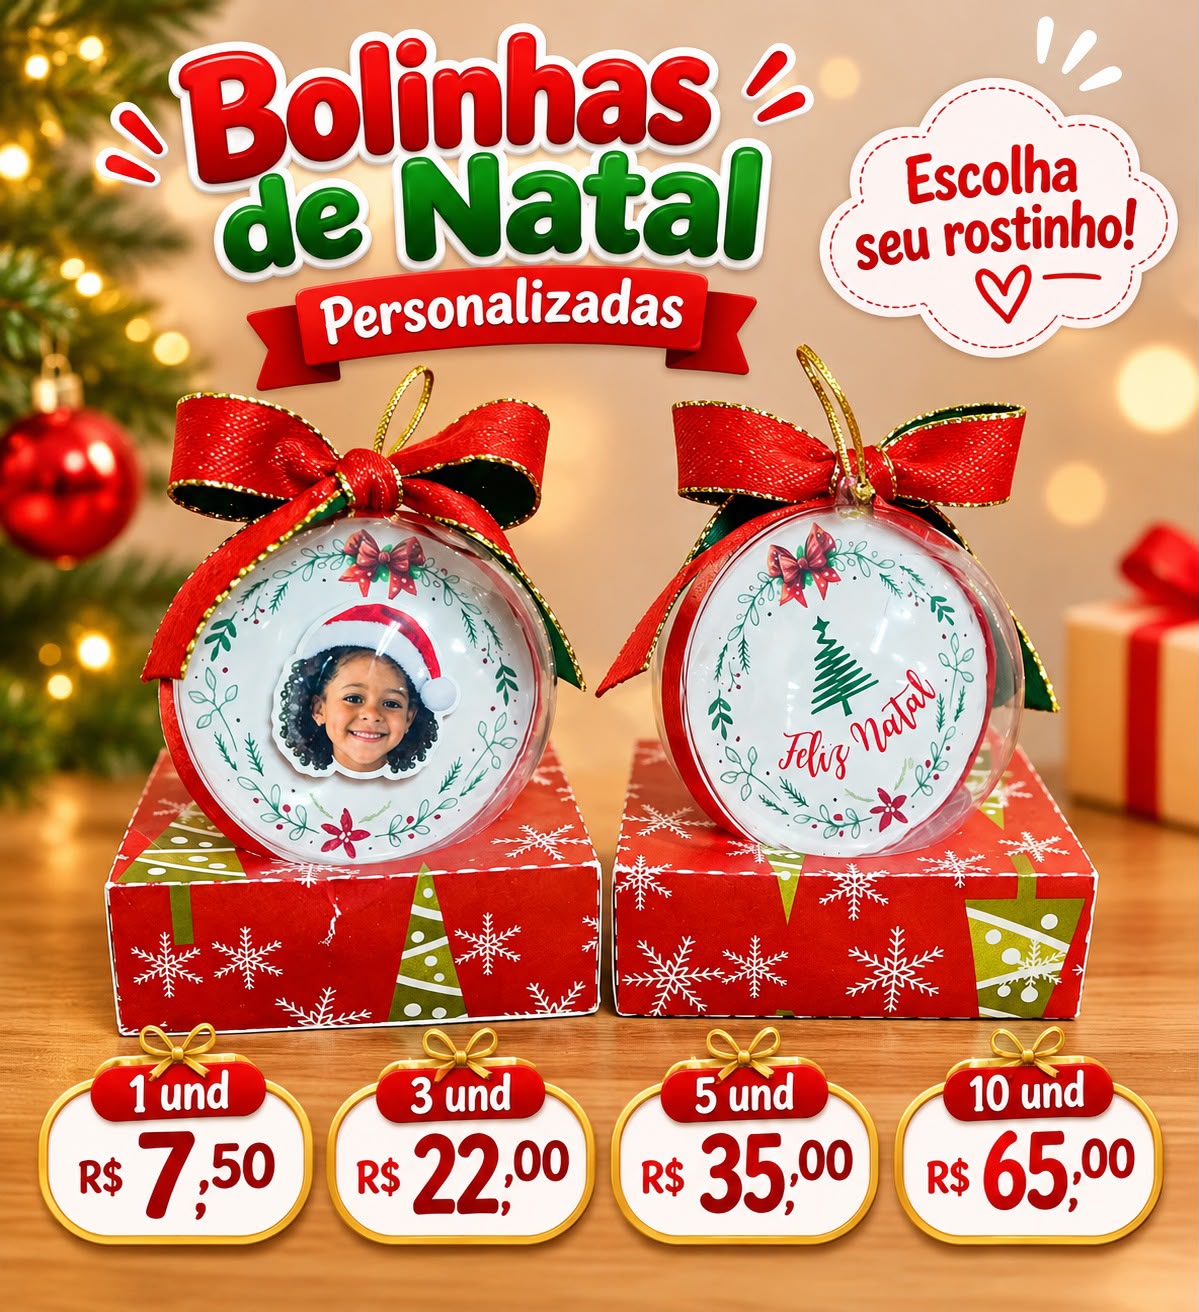 Bolinhas
de Natal
Personalizadas
Escolha
seu rostinho!
Feliz Natal
1 und
R$ 7,50
3 und
R$ 22,00
5 und
R$ 35,00
10 und
R$ 65,00